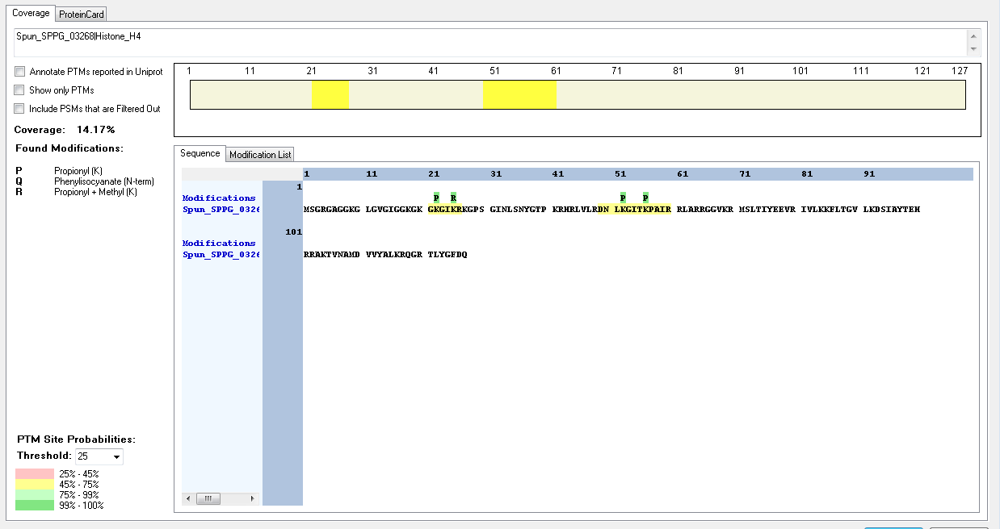 Coverage ProteinCard
Spun_SPPG_03268|Histone_H4
Annotate PTMs reported in Uniprot
Show only PTMs
Include PSMs that are Filtered Out
Coverage: 14.17%
Found Modifications:
P Propionyl (K)
Q Phenylisocyanate (N-term)
R Propionyl + Methyl (K)
1 11 21 31 41 51 61 71 81 91 101 111 121 127
Sequence Modification List
1 11 21 31 41 51 61 71 81 91
1
Modifications P R P P
Spun_SPPG_0326 MSGRGAGGKG LGVGIGGKGK GKGIKRKGPS GINLSNYGTP KRHRLVLRDN LKGITKPAIR RLARRGGVKR MSLTIYEEVR IVLKKFLTGV LKDSIAYTEH
101
Modifications
Spun_SPPG_0326 RRAKTVNAMD VVYALKRQGR TLYGFDQ
PTM Site Probabilities:
Threshold: 25
25% - 45%
45% - 75%
75% - 99%
99% - 100%